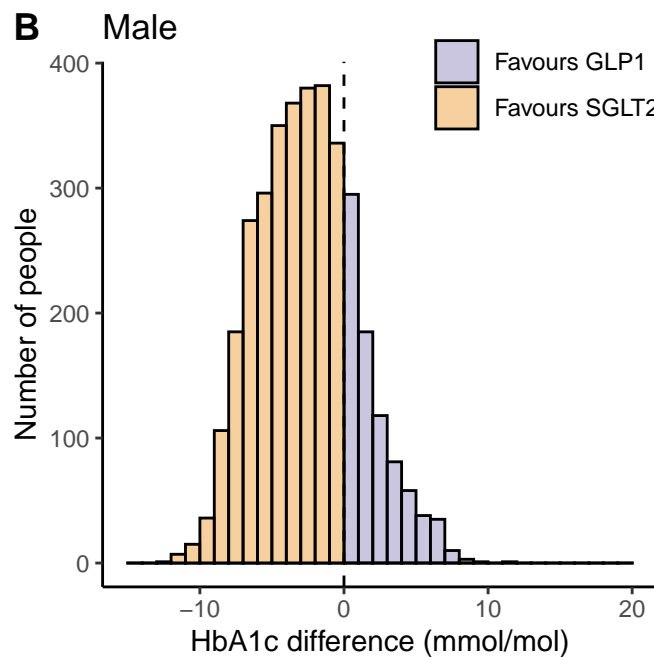 B Male
Favours GLP1
Favours SGLT2
400
300
200
100
0
Number of people
−10 0 10 20
HbA1c difference (mmol/mol)